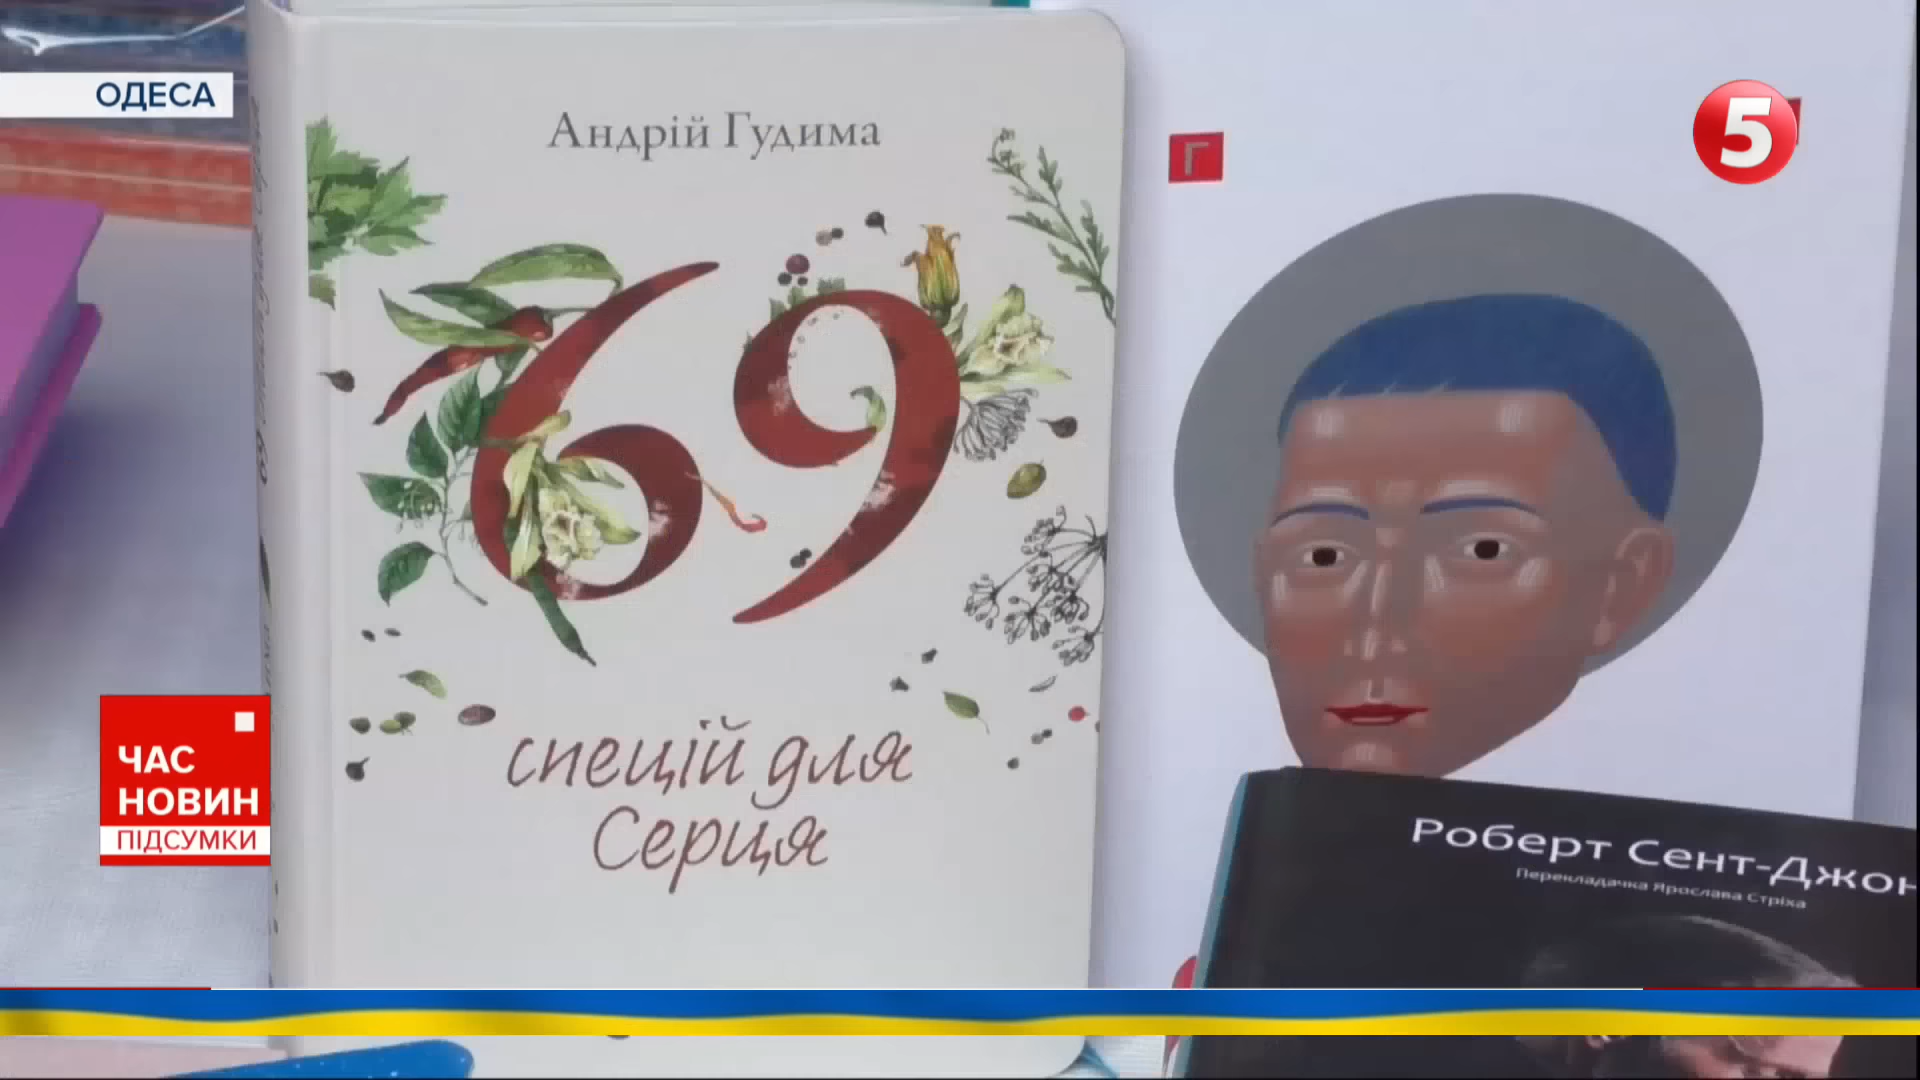 ОДЕСА
5
Андрій Гудима
Г
69
спецій для
Серця
ЧАС
НОВИН
ПІДСУМКИ
Роберт Сент-Джон
Перекладачка Ярослава Стріха